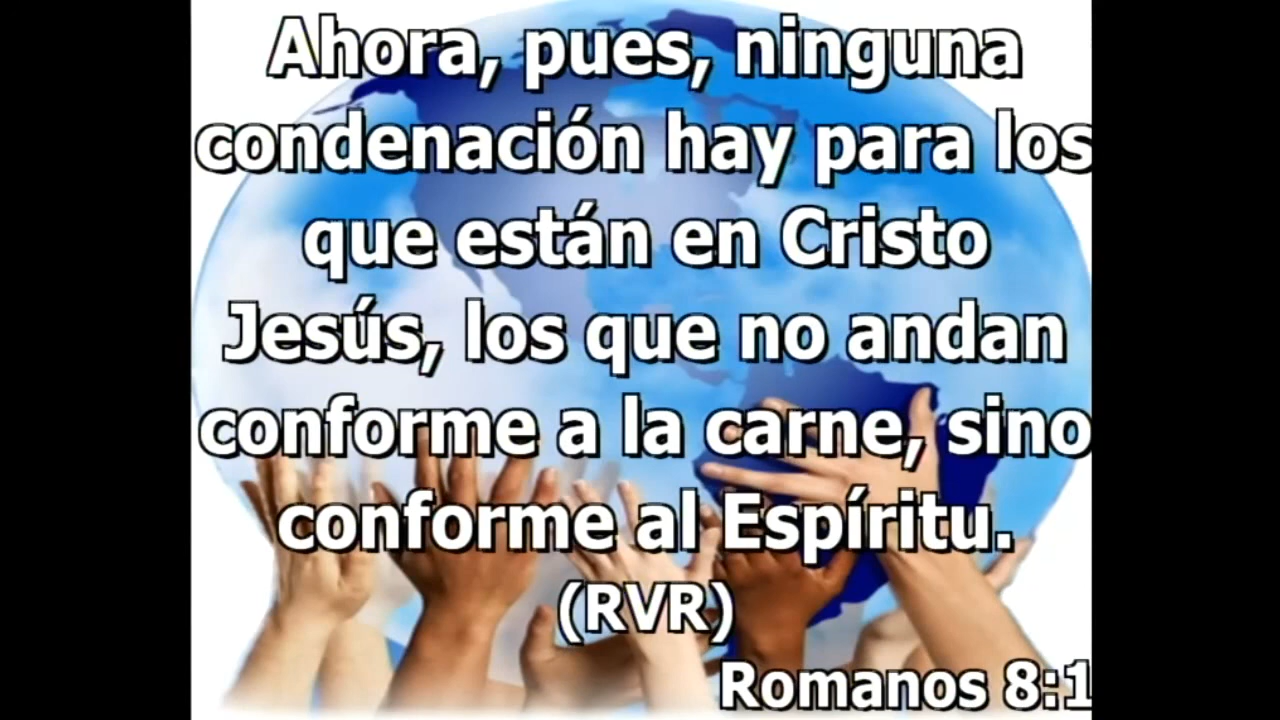 Ahora, pues, ninguna
condenación hay para los
que están en Cristo
Jesús, los que no andan
conforme a la carne, sino
conforme al Espíritu.
(RVR)
Romanos 8:1